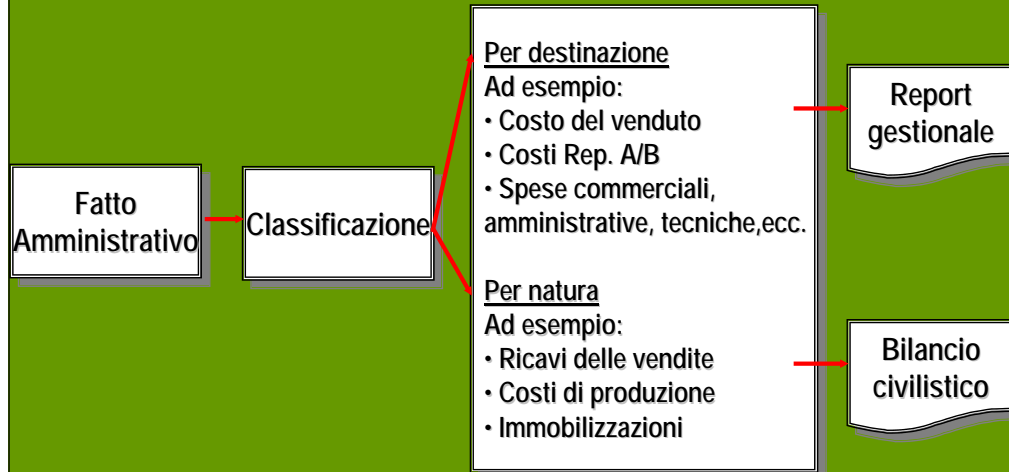 Fatto
Amministrativo
Classificazione
Per destinazione
Ad esempio:
• Costo del venduto
• Costi Rep. A/B
• Spese commerciali,
amministrative, tecniche,ecc.
Per natura
Ad esempio:
• Ricavi delle vendite
• Costi di produzione
• Immobilizzazioni
Report
gestionale
Bilancio
civilistico